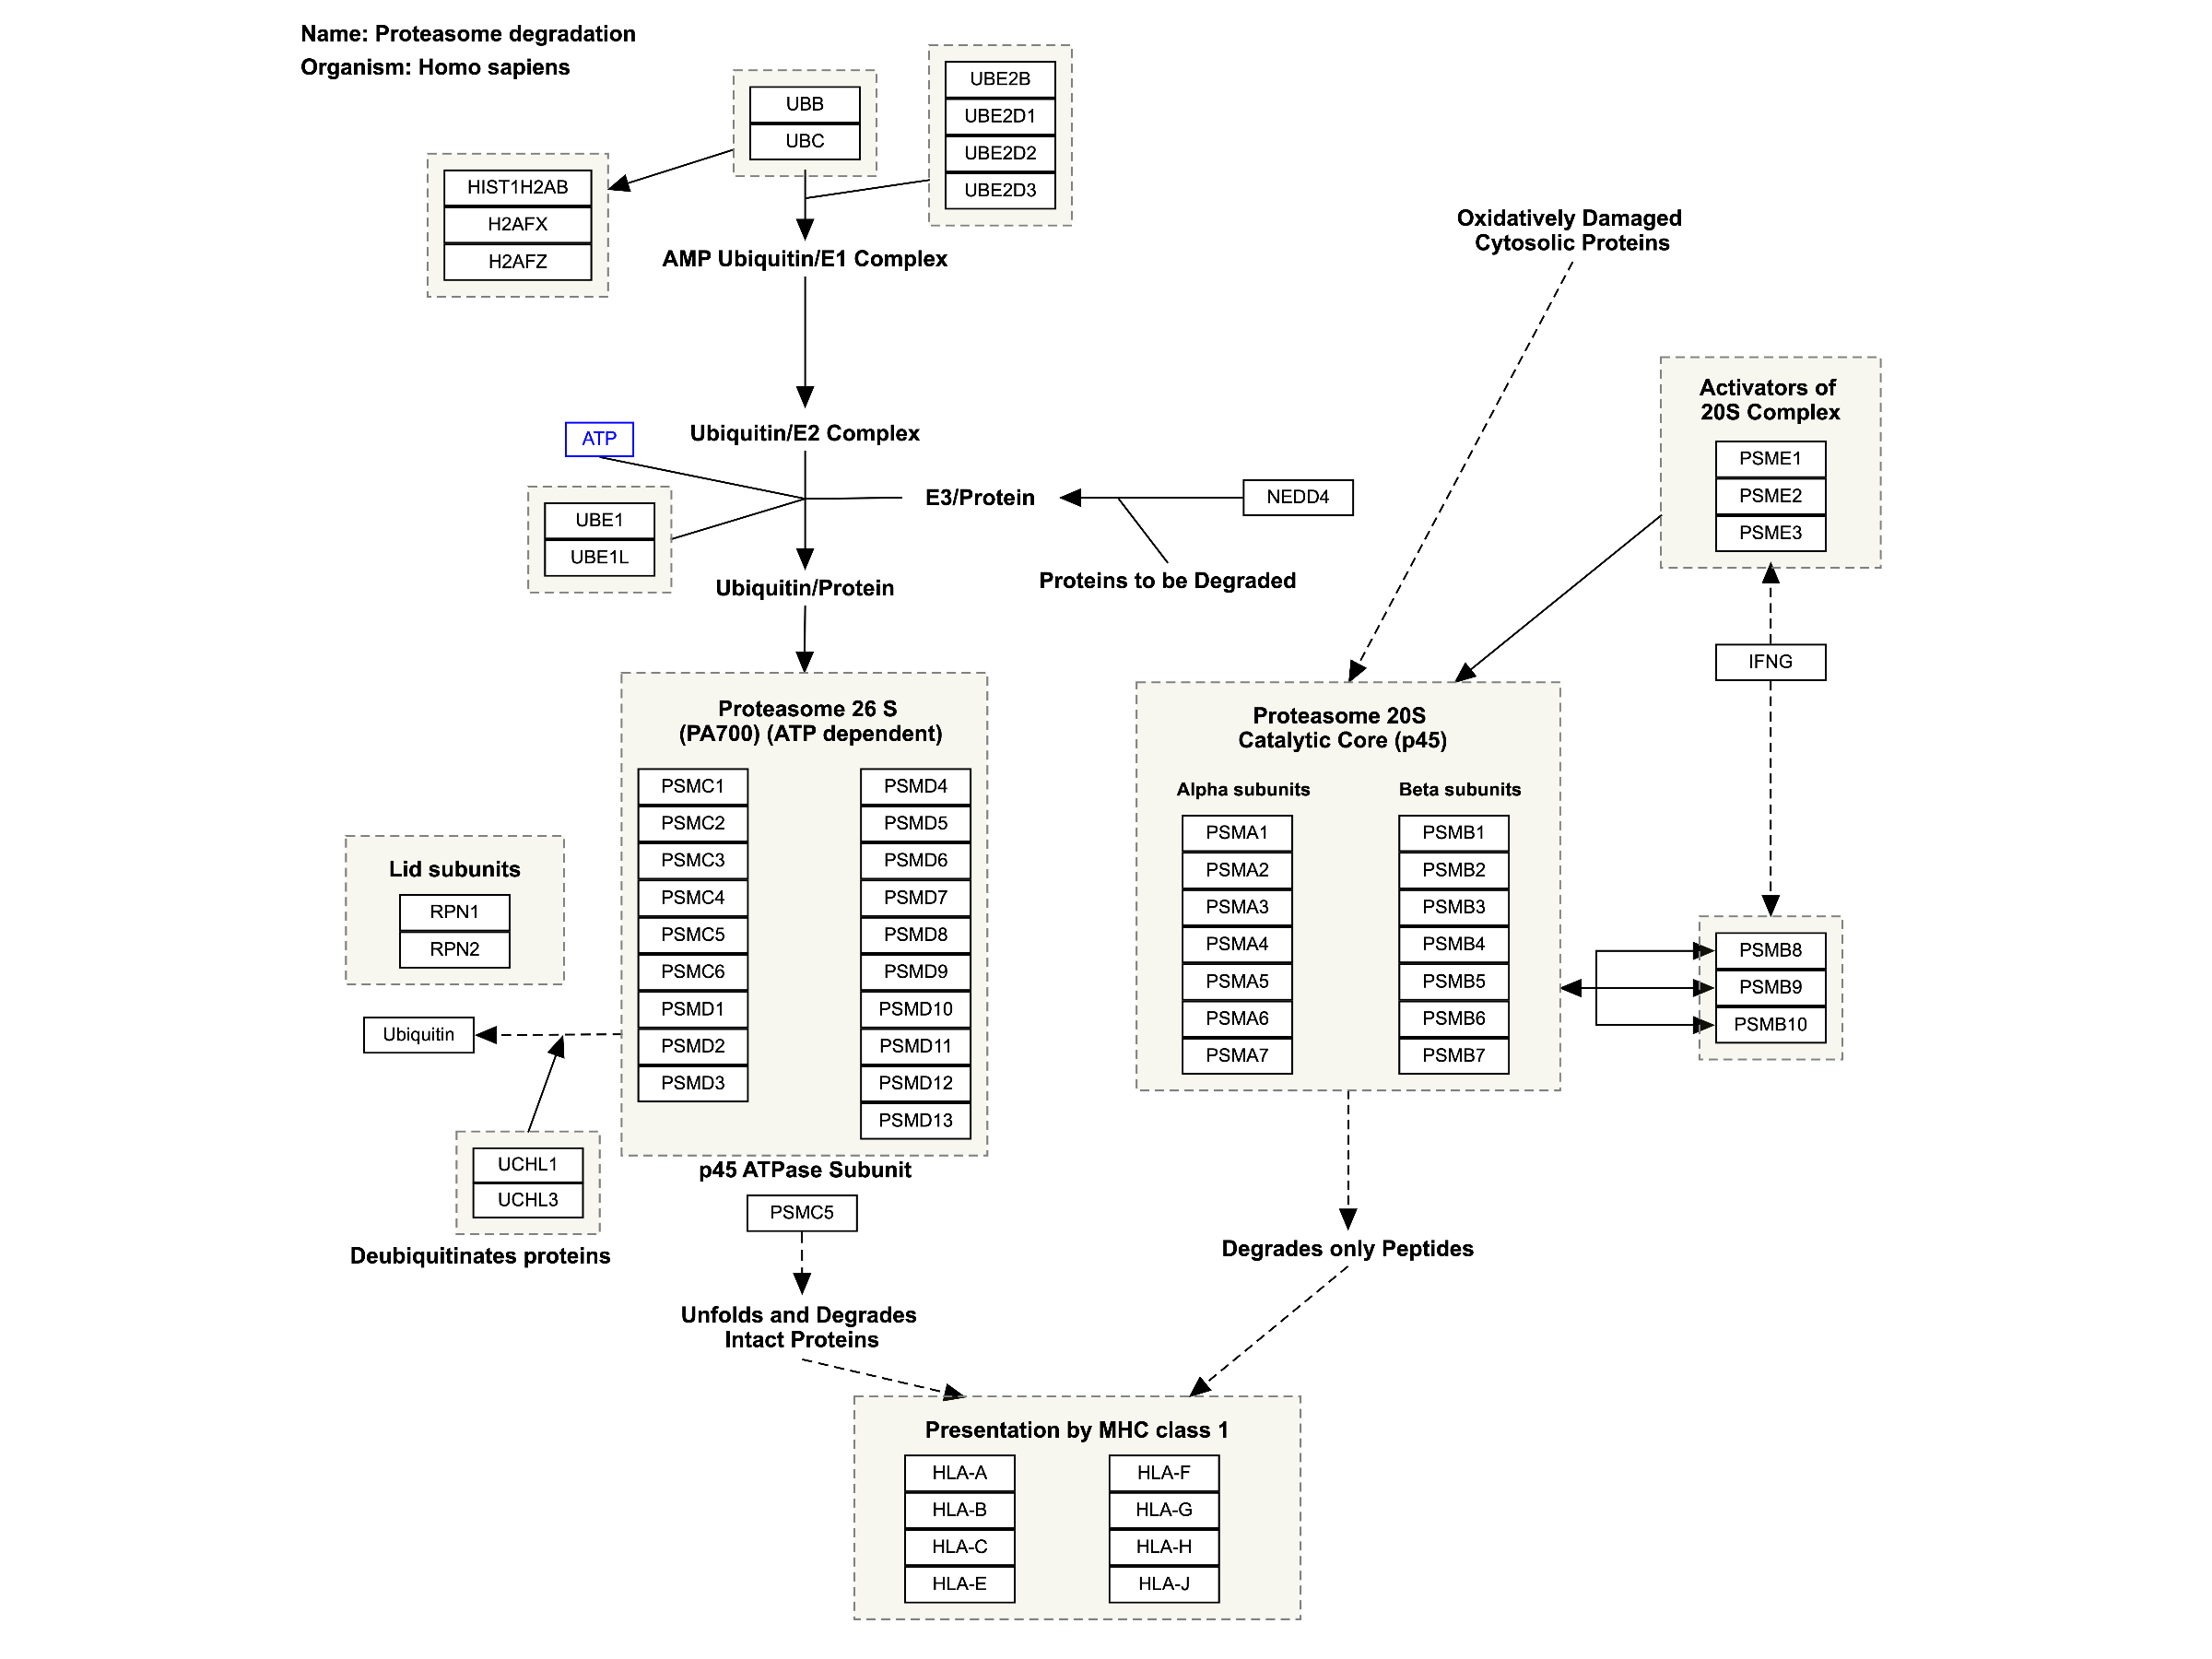 Name: Proteasome degradation
Organism: Homo sapiens
UBB
UBC
UBE2B
UBE2D1
UBE2D2
UBE2D3
HIST1H2AB
H2AFX
H2AFZ
AMP Ubiquitin/E1 Complex
Oxidatively Damaged
Cytosolic Proteins
Activators of
20S Complex
PSME1
PSME2
PSME3
ATP
Ubiquitin/E2 Complex
UBE1
UBE1L
E3/Protein
NEDD4
Proteins to be Degraded
Ubiquitin/Protein
IFNG
Proteasome 26 S
(PA700) (ATP dependent)
PSMC1
PSMC2
PSMC3
PSMC4
PSMC5
PSMC6
PSMD1
PSMD2
PSMD3
PSMD4
PSMD5
PSMD6
PSMD7
PSMD8
PSMD9
PSMD10
PSMD11
PSMD12
PSMD13
Proteasome 20S
Catalytic Core (p45)
Alpha subunits
PSMA1
PSMA2
PSMA3
PSMA4
PSMA5
PSMA6
PSMA7
Beta subunits
PSMB1
PSMB2
PSMB3
PSMB4
PSMB5
PSMB6
PSMB7
PSMB8
PSMB9
PSMB10
Lid subunits
RPN1
RPN2
Ubiquitin
UCHL1
UCHL3
Deubiquitinates proteins
p45 ATPase Subunit
PSMC5
Unfolds and Degrades
Intact Proteins
Degrades only Peptides
Presentation by MHC class 1
HLA-A
HLA-B
HLA-C
HLA-E
HLA-F
HLA-G
HLA-H
HLA-J